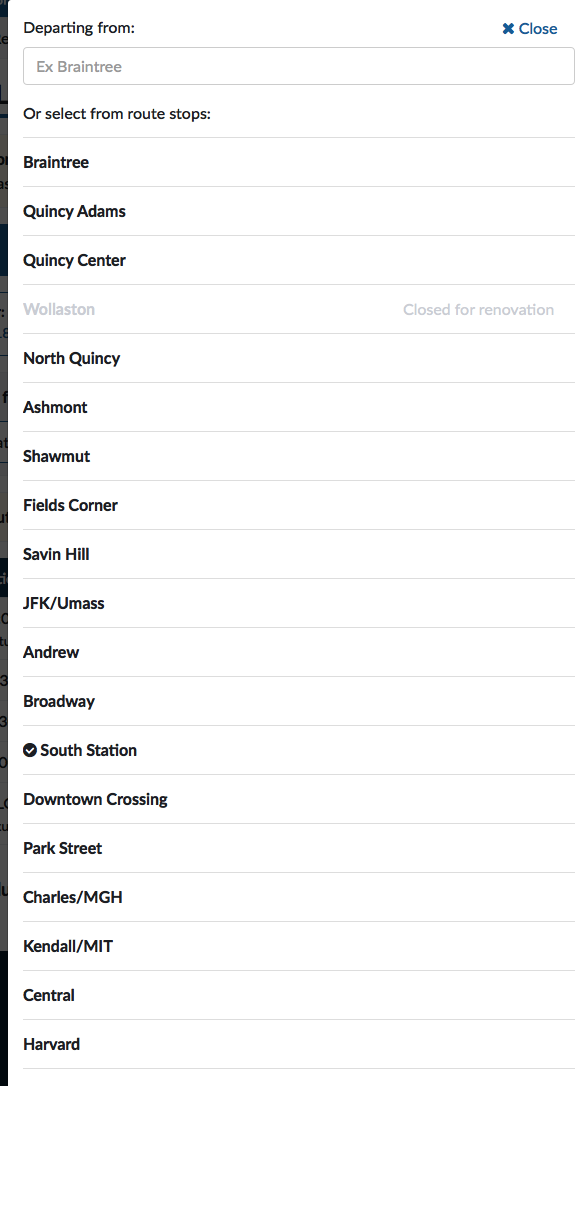 Departing from:
Close
Ex Braintree
Or select from route stops:
Braintree
Quincy Adams
Quincy Center
Wollaston Closed for renovation
North Quincy
Ashmont
Shawmut
Fields Corner
Savin Hill
JFK/Umass
Andrew
Broadway
South Station
Downtown Crossing
Park Street
Charles/MGH
Kendall/MIT
Central
Harvard